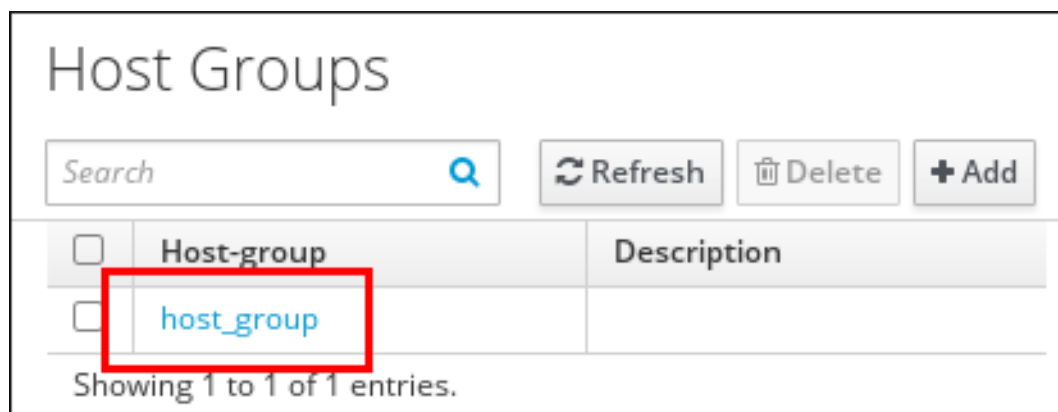 Host Groups
Search Refresh Delete Add
Host-group Description
host_group
Showing 1 to 1 of 1 entries.